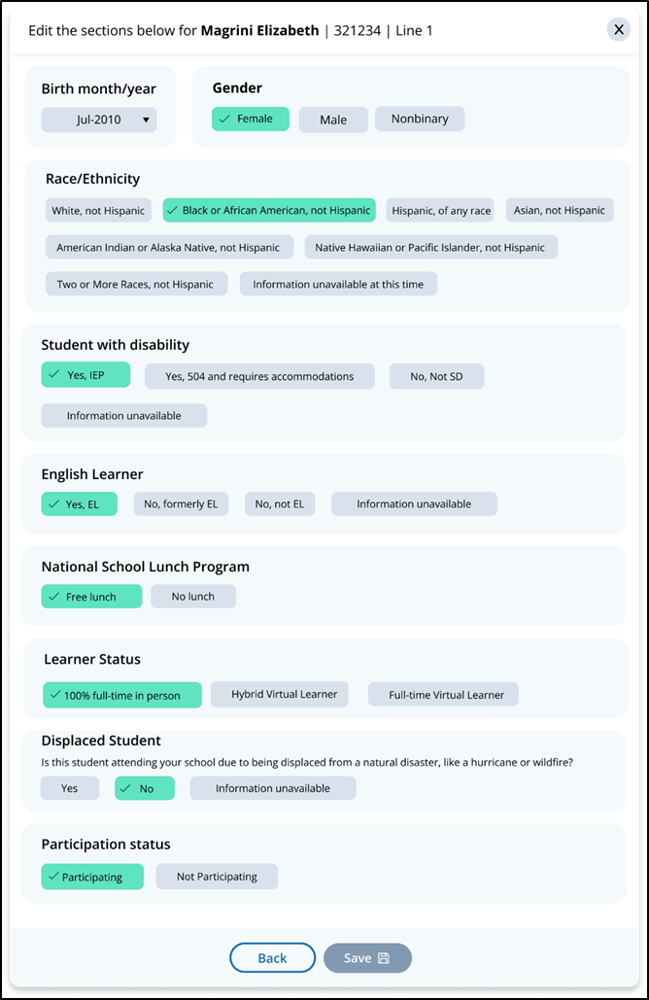 Edit the sections below for Magrini Elizabeth | 321234 | Line 1 X
Birth month/year
Jul-2010
Gender
Female Male Nonbinary
Race/Ethnicity
White, not Hispanic Black or African American, not Hispanic Hispanic, of any race Asian, not Hispanic
American Indian or Alaska Native, not Hispanic Native Hawaiian or Pacific Islander, not Hispanic
Two or More Races, not Hispanic Information unavailable at this time
Student with disability
Yes, IEP Yes, 504 and requires accommodations No, Not SD
Information unavailable
English Learner
Yes, EL No, formerly EL No, not EL Information unavailable
National School Lunch Program
Free lunch No lunch
Learner Status
100% full-time in person Hybrid Virtual Learner Full-time Virtual Learner
Displaced Student
Is this student attending your school due to being displaced from a natural disaster, like a hurricane or wildfire?
Yes No Information unavailable
Participation status
Participating Not Participating
Back Save